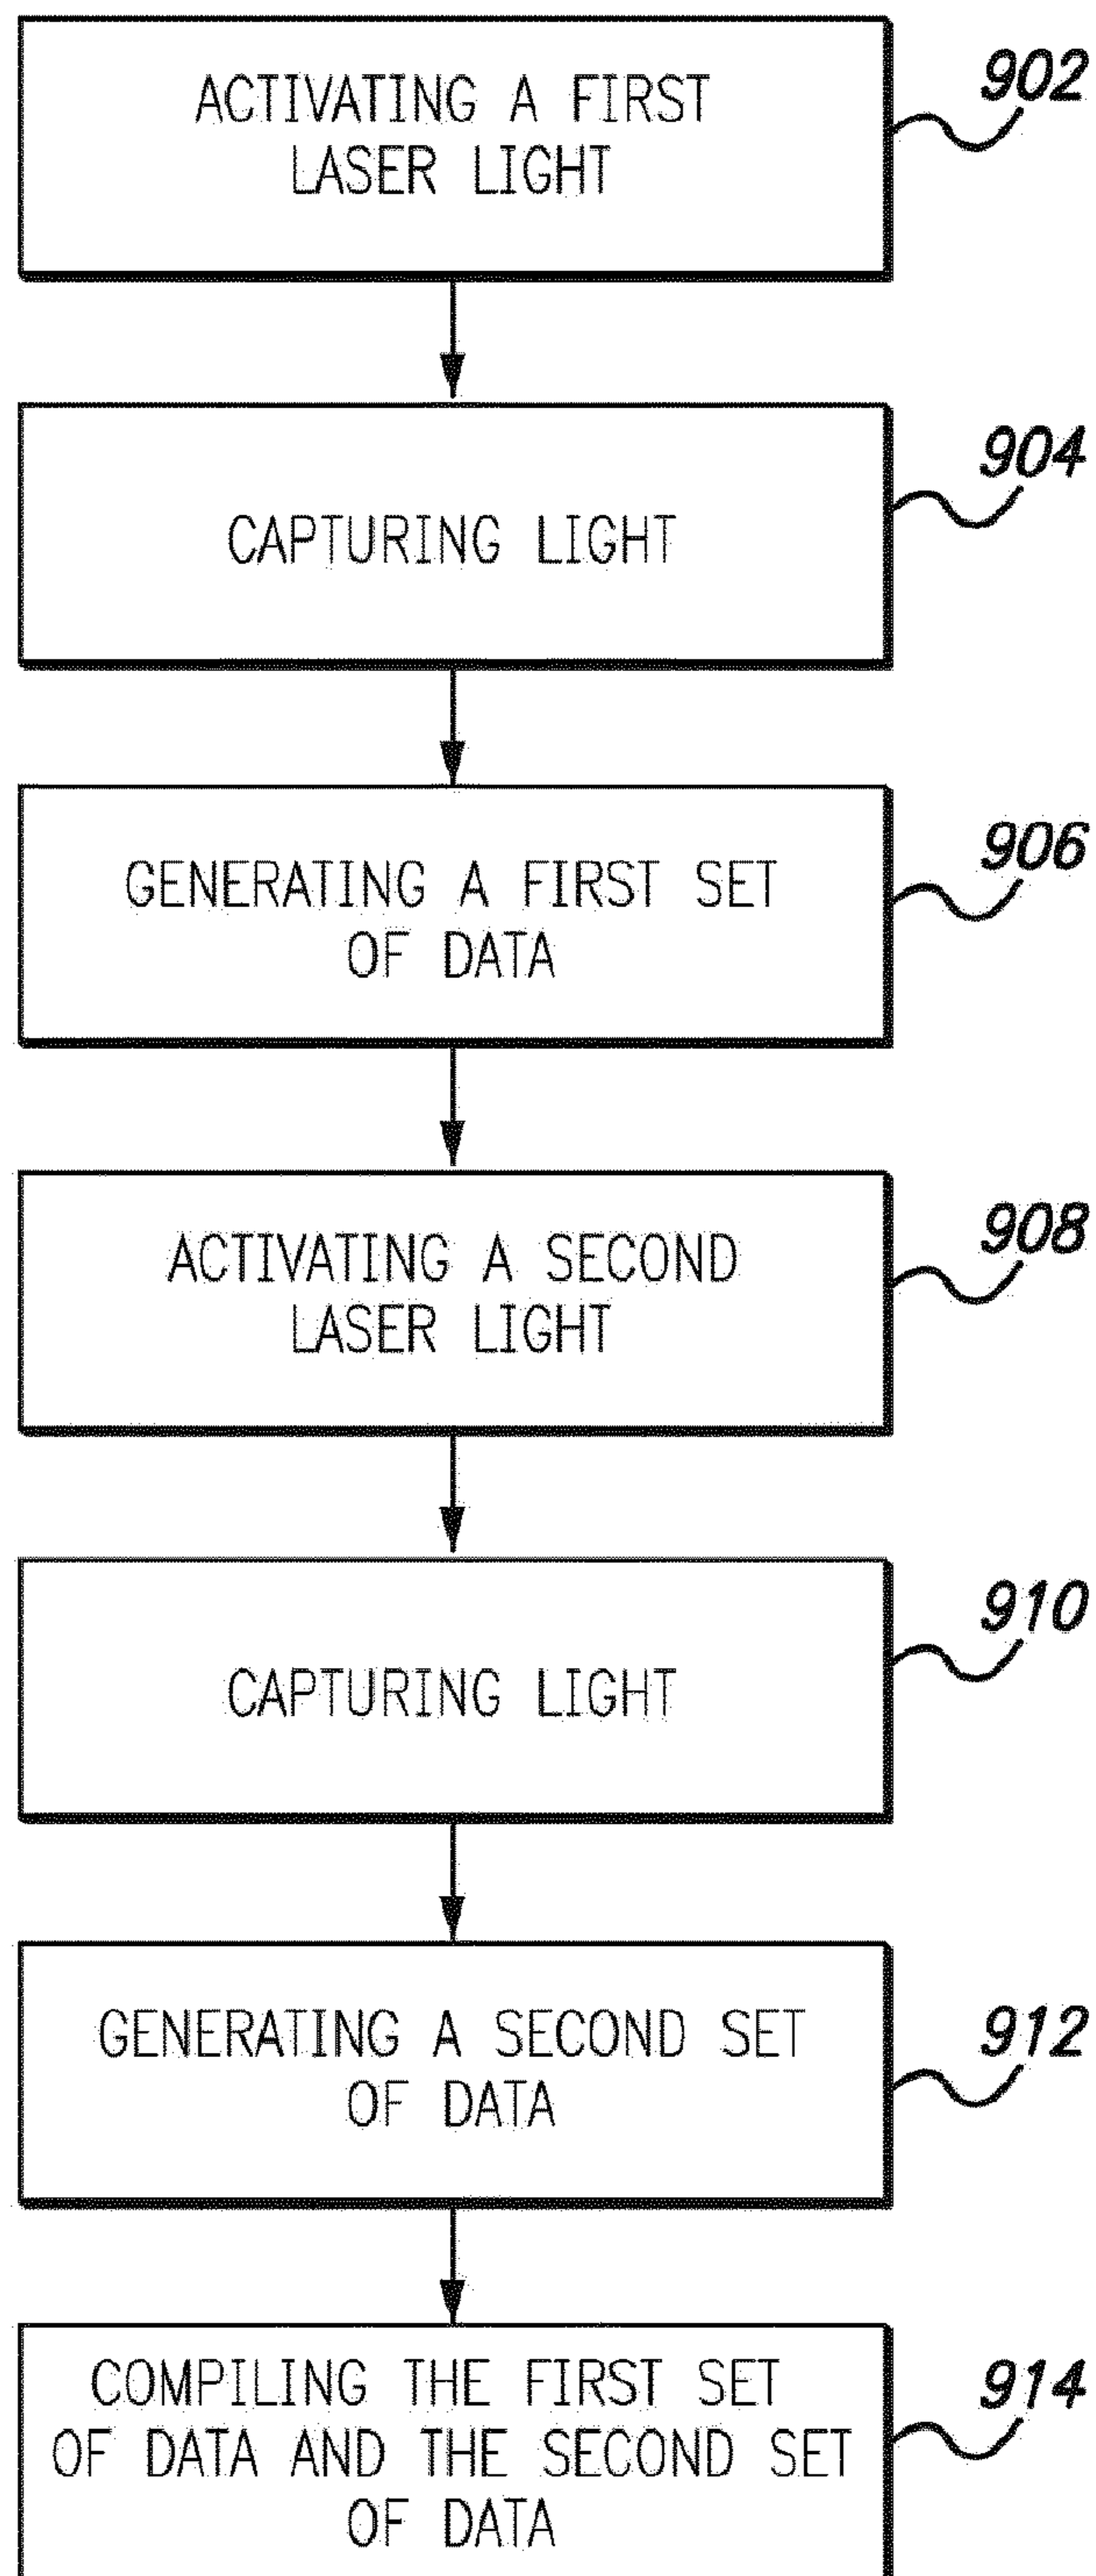 ACTIVATING A FIRST
LASER LIGHT
902
CAPTURING LIGHT
904
GENERATING A FIRST SET
OF DATA
906
ACTIVATING A SECOND
LASER LIGHT
908
CAPTURING LIGHT
910
GENERATING A SECOND SET
OF DATA
912
COMPILING THE FIRST SET
OF DATA AND THE SECOND SET
OF DATA
914